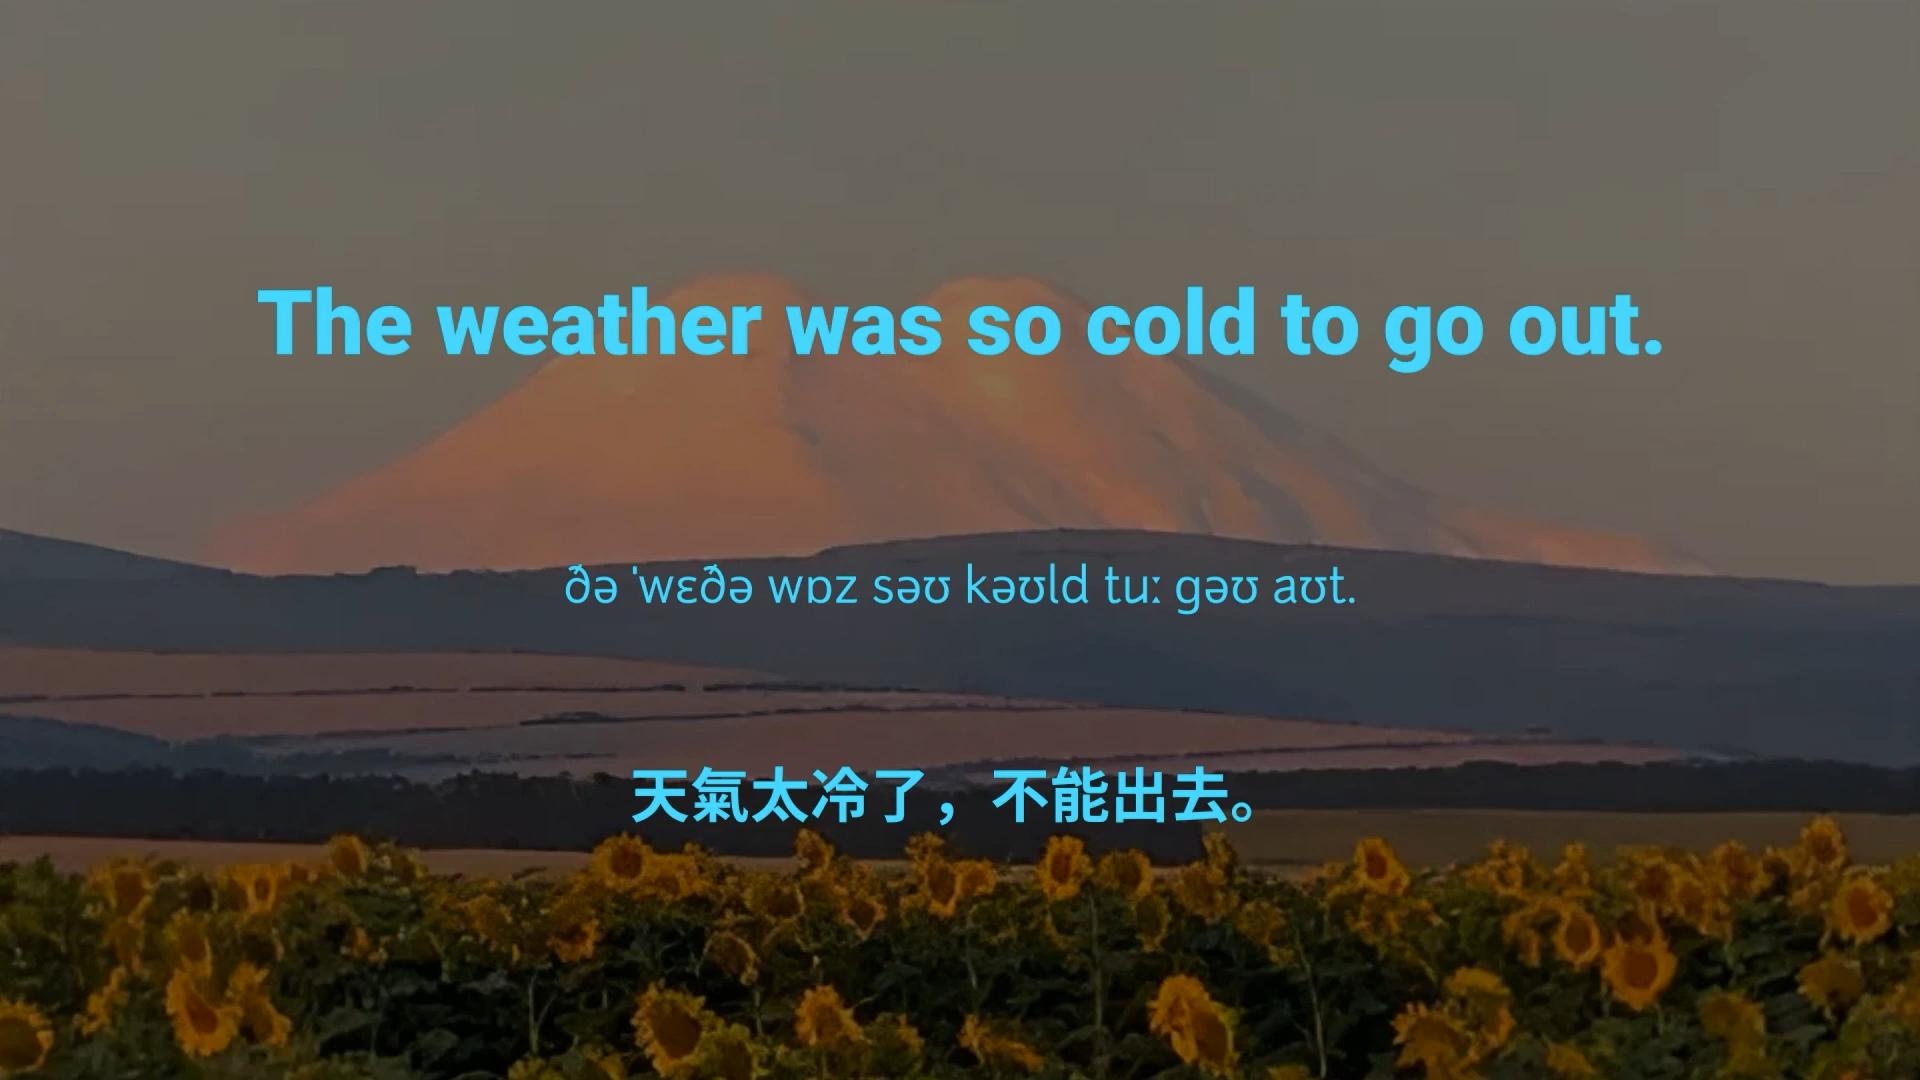 The weather was so cold to go out.
ðə ˈwɛðə wɒz səʊ kəʊld tuː gəʊ aʊt.
天氣太冷了，不能出去。